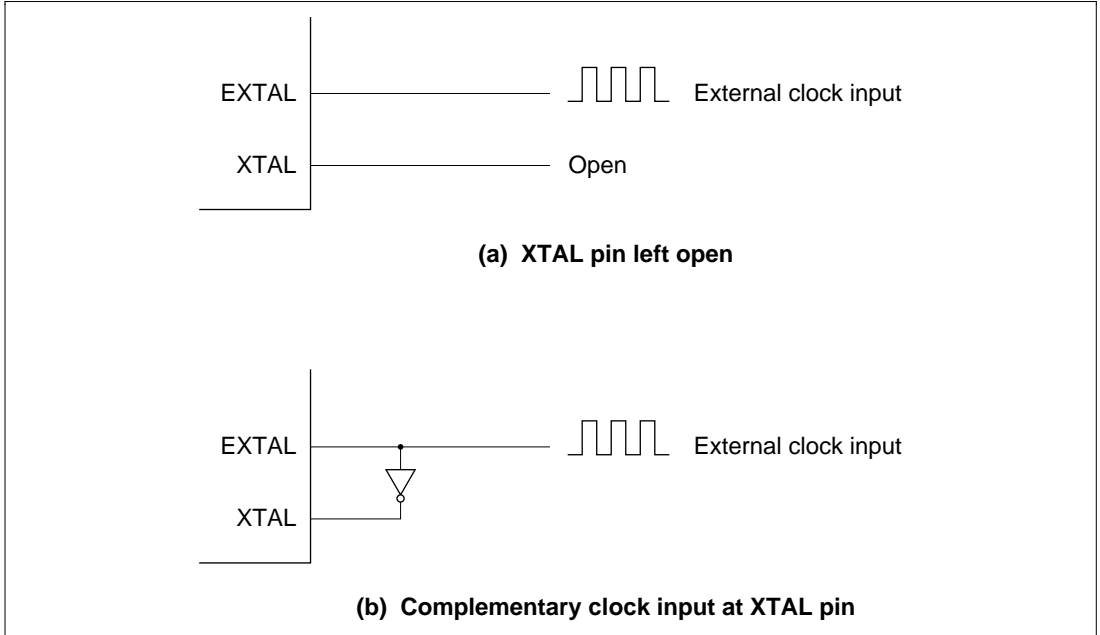 EXTAL External clock input
XTAL Open
(a) XTAL pin left open
EXTAL External clock input
XTAL
(b) Complementary clock input at XTAL pin